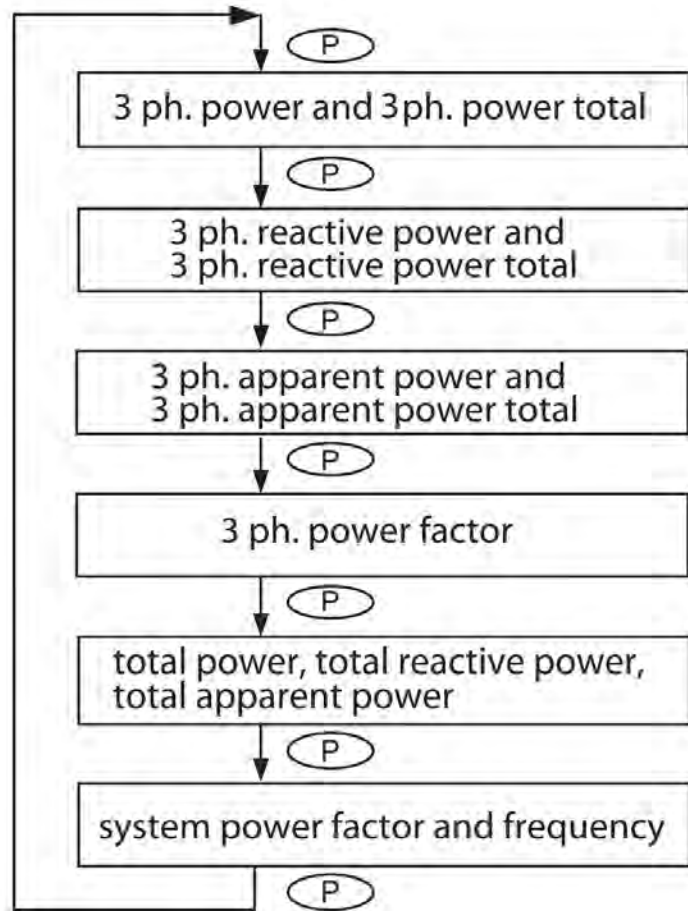 P
3 ph. power and 3ph. power total
P
3 ph. reactive power and
3 ph. reactive power total
P
3 ph. apparent power and
3 ph. apparent power total
P
3 ph. power factor
P
total power, total reactive power,
total apparent power
P
system power factor and frequency
P